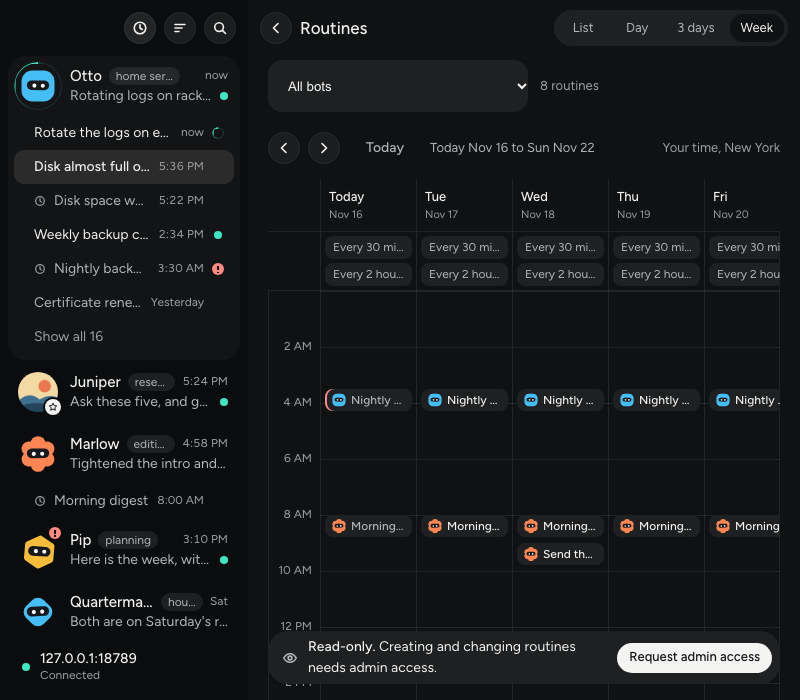 Otto home ser... now
Rotating logs on rack...
Rotate the logs on e... now
Disk almost full o... 5:36 PM
Disk space w... 5:22 PM
Weekly backup c... 2:34 PM
Nightly back... 3:30 AM
Certificate rene... Yesterday
Show all 16
Juniper rese... 5:24 PM
Ask these five, and g...
Marlow editi... 4:58 PM
Tightened the intro and...
Morning digest 8:00 AM
Pip planning 3:10 PM
Here is the week, wit...
Quarterma... hou... Sat
Both are on Saturday's r...
127.0.0.1:18789
Connected
Routines
List Day 3 days Week
All bots 8 routines
Today Today Nov 16 to Sun Nov 22 Your time, New York
Today Tue Wed Thu Fri
Nov 16 Nov 17 Nov 18 Nov 19 Nov 20
Every 30 mi... Every 30 mi... Every 30 mi... Every 30 mi... Every 30 mi
Every 2 hou... Every 2 hou... Every 2 hou... Every 2 hou... Every 2 hou
2 AM
4 AM Nightly ... Nightly ... Nightly ... Nightly ... Nightly .
6 AM
8 AM Morning... Morning... Morning... Morning... Morning
Send th...
10 AM
12 PM
Read-only. Creating and changing routines
needs admin access.
Request admin access